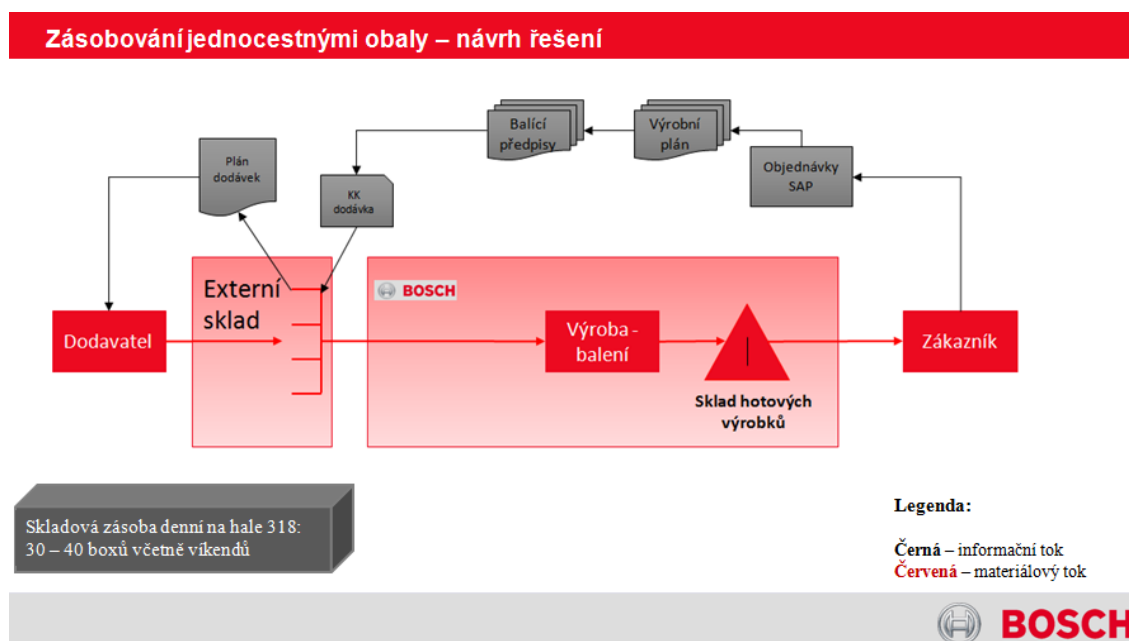 Zásobování jednocestnými obaly – návrh řešení
Balící
předpisy
Výrobní
plán
Plán
dodávek
Objednávky
SAP
KK
dodávka
Externí
sklad
BOSCH
Dodavatel
Výroba -
balení
Zákazník
Sklad hotových
výrobků
Skladová zásoba denní na hale 318:
30 – 40 boxů včetně víkendů
Legenda:
Černá – informační tok
Červená – materiálový tok
BOSCH